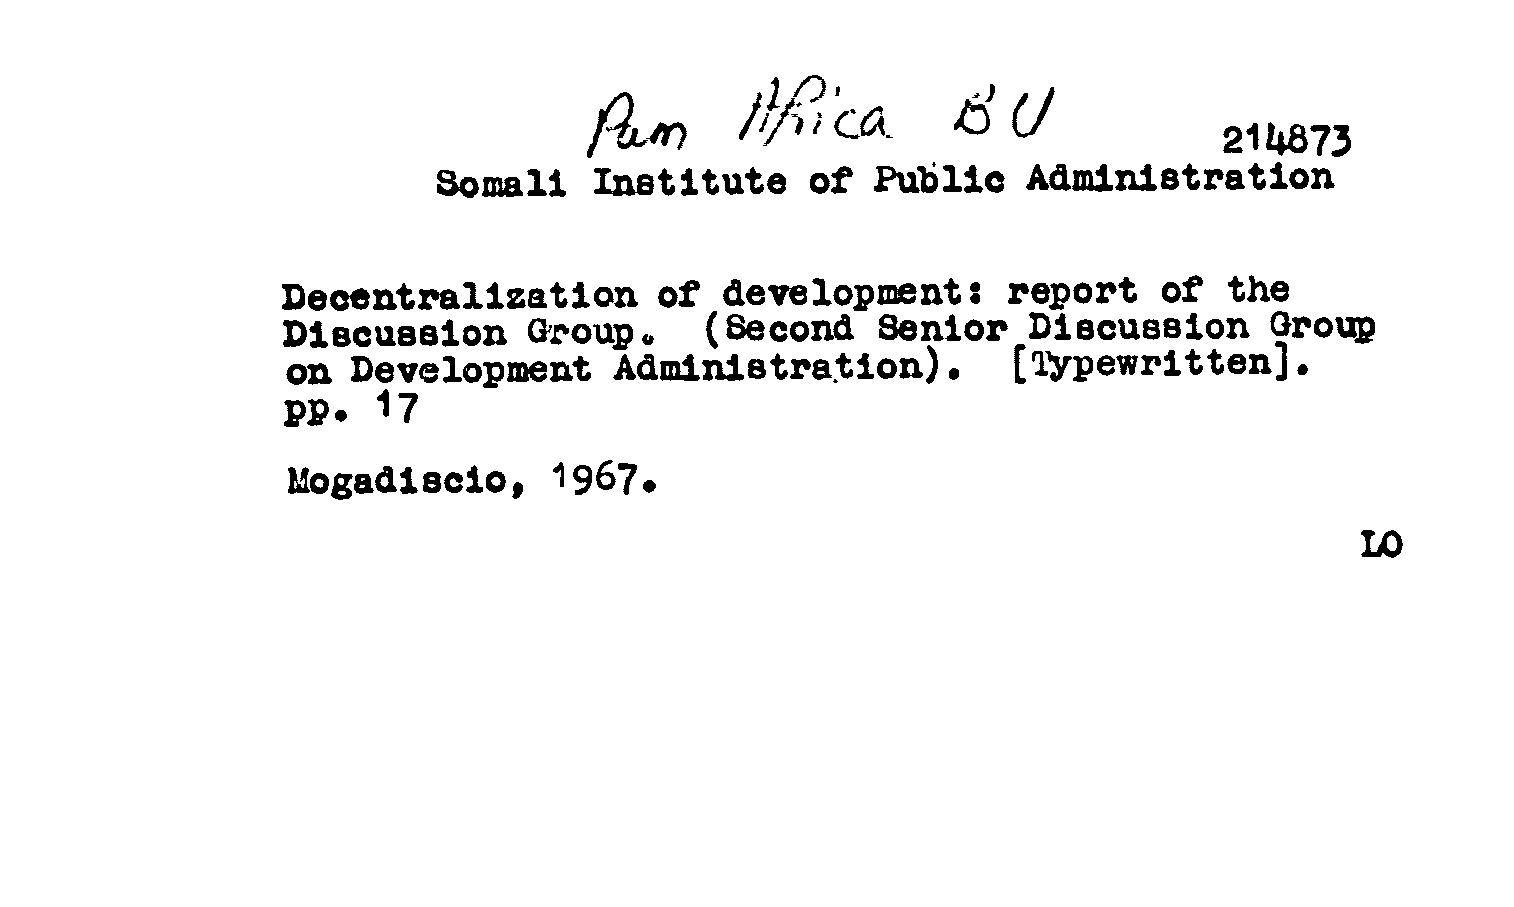 Pam Africa BU
214873
Somali Institute of Public Administration
Decentralization of development: report of the
Discussion Group. (Second Senior Discussion Group
on Development Administration). [Typewritten].
pp. 17
Mogadiscio, 1967.
LO